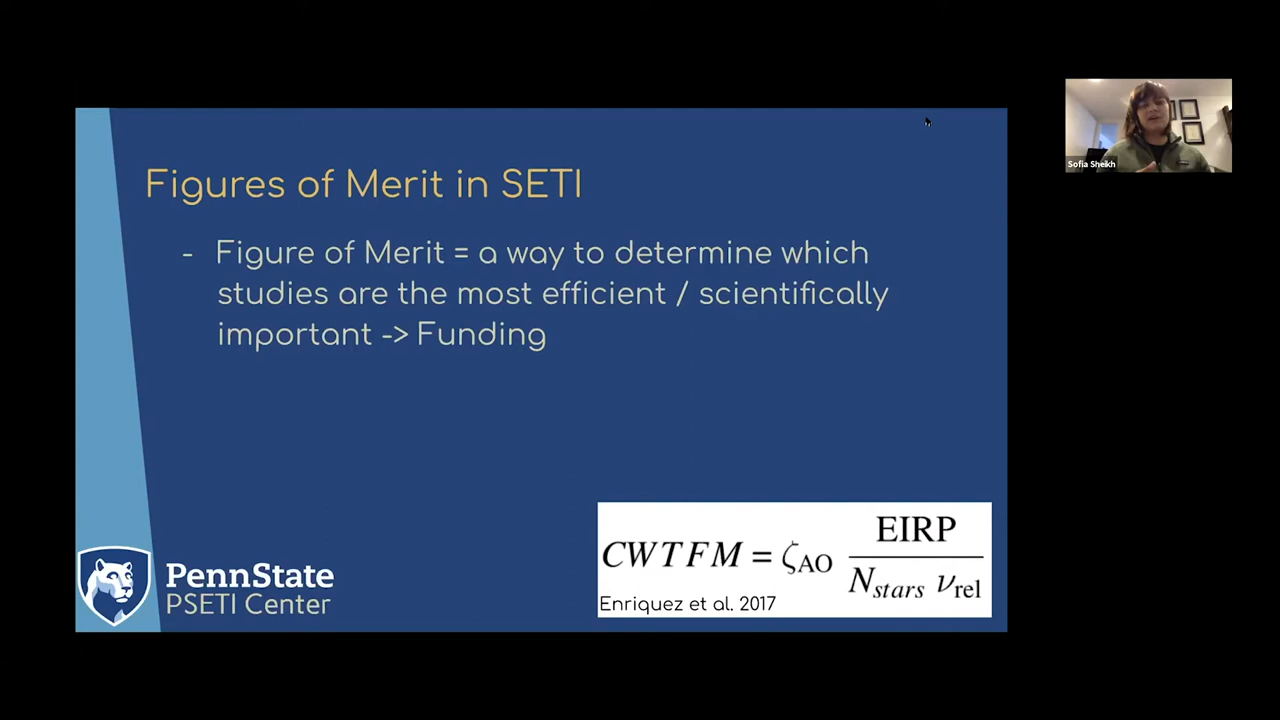 Figures of Merit in SETI
- Figure of Merit = a way to determine which
studies are the most efficient / scientifically
important -> Funding
CWTFM = ζAO EIRP / Nstars νrel
Enriquez et al. 2017
PennState
PSETI Center
Sofia Sheikh